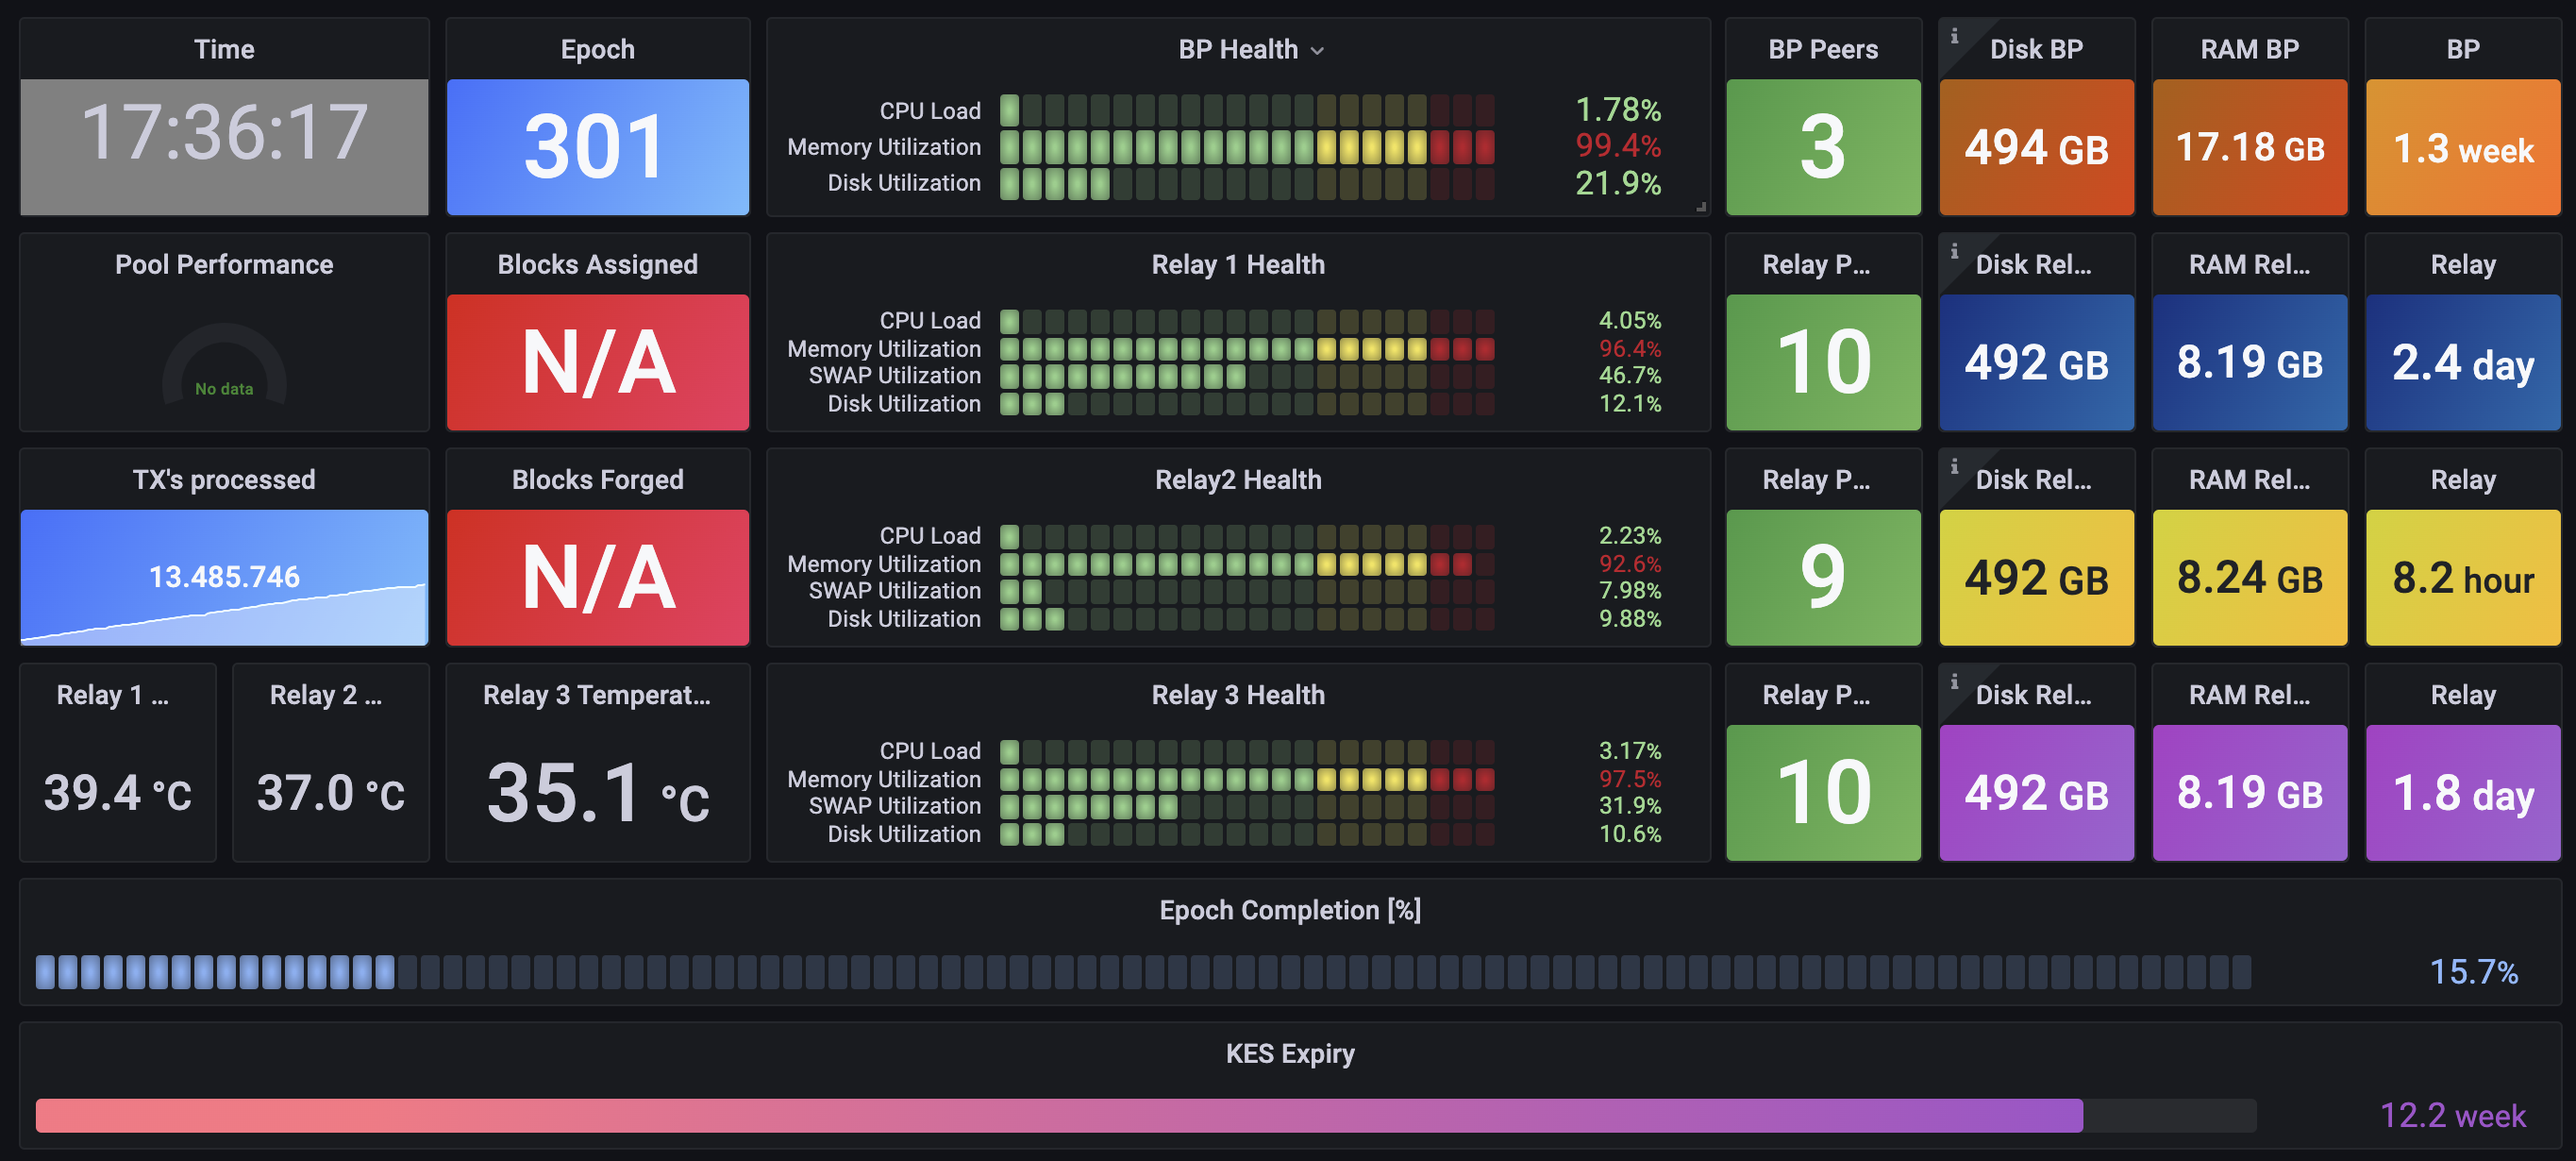 Time
17:36:17
Epoch
301
BP Health
CPU Load 1.78%
Memory Utilization 99.4%
Disk Utilization 21.9%
BP Peers
3
i
Disk BP
494 GB
RAM BP
17.18 GB
BP
1.3 week
Pool Performance
No data
Blocks Assigned
N/A
Relay 1 Health
CPU Load 4.05%
Memory Utilization 96.4%
SWAP Utilization 46.7%
Disk Utilization 12.1%
Relay P...
10
i
Disk Rel...
492 GB
RAM Rel...
8.19 GB
Relay
2.4 day
TX's processed
13.485.746
Blocks Forged
N/A
Relay2 Health
CPU Load 2.23%
Memory Utilization 92.6%
SWAP Utilization 7.98%
Disk Utilization 9.88%
Relay P...
9
i
Disk Rel...
492 GB
RAM Rel...
8.24 GB
Relay
8.2 hour
Relay 1 ...
39.4 °C
Relay 2 ...
37.0 °C
Relay 3 Temperat...
35.1 °C
Relay 3 Health
CPU Load 3.17%
Memory Utilization 97.5%
SWAP Utilization 31.9%
Disk Utilization 10.6%
Relay P...
10
i
Disk Rel...
492 GB
RAM Rel...
8.19 GB
Relay
1.8 day
Epoch Completion [%]
15.7%
KES Expiry
12.2 week